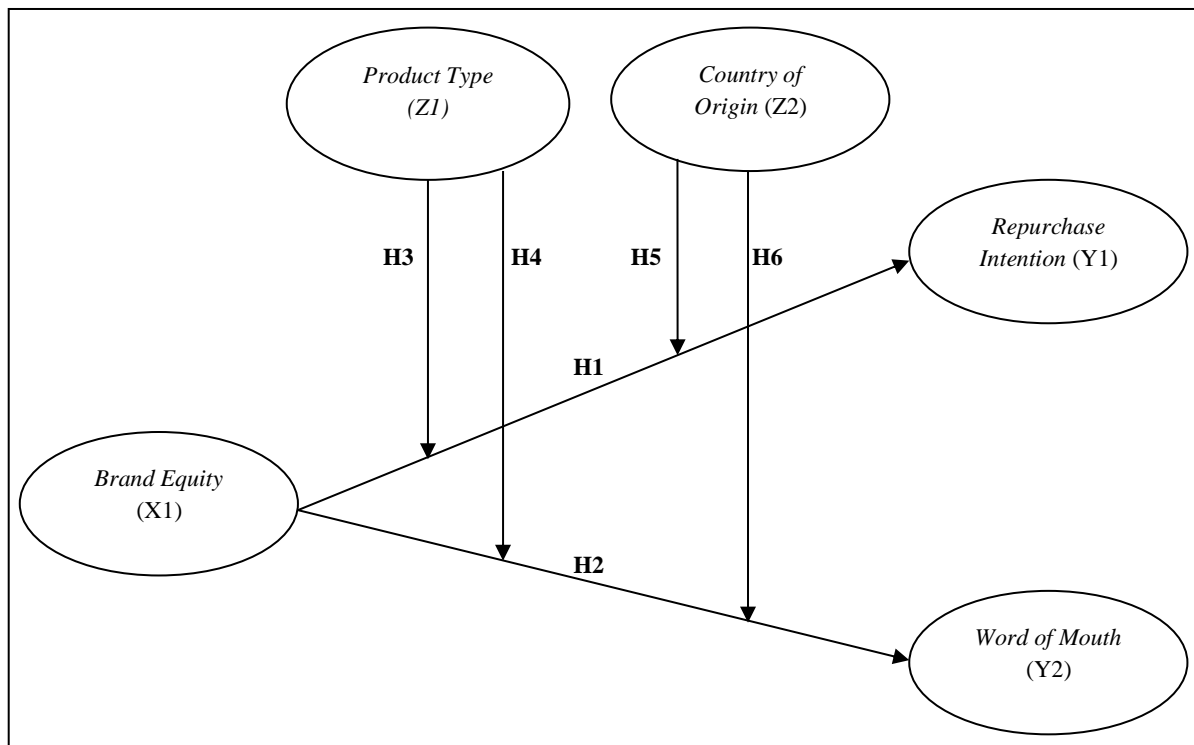 Product Type
(Z1)
Country of
Origin (Z2)
Repurchase
Intention (Y1)
H3
H4
H5
H6
H1
Brand Equity
(X1)
H2
Word of Mouth
(Y2)